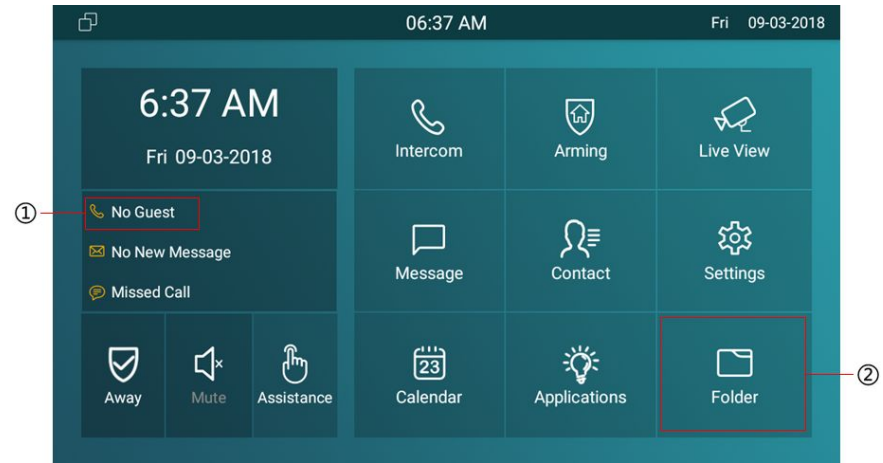 06:37 AM
Fri 09-03-2018
6:37 AM
Fri 09-03-2018
① No Guest
No New Message
Missed Call
Away
Mute
Assistance
Intercom
Arming
Live View
Message
Contact
Settings
23
Calendar
Applications
Folder ②